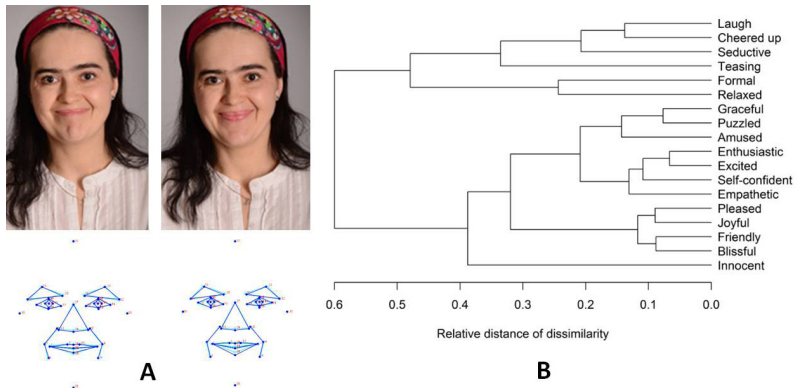 Laugh
Cheered up
Seductive
Teasing
Formal
Relaxed
Graceful
Puzzled
Amused
Enthusiastic
Excited
Self-confident
Empathetic
Pleased
Joyful
Friendly
Blissful
Innocent
0.6 0.5 0.4 0.3 0.2 0.1 0.0
Relative distance of dissimilarity
A B